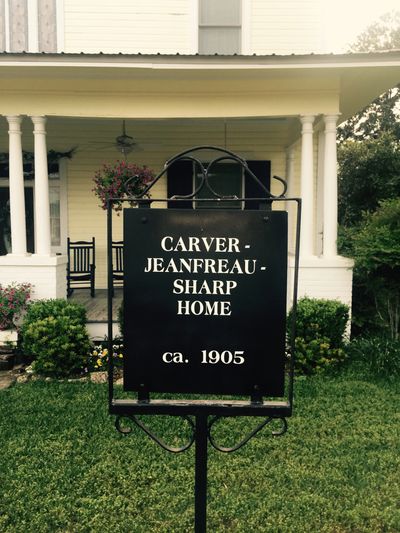 CARVER -
JEANFREAU -
SHARP
HOME
ca. 1905